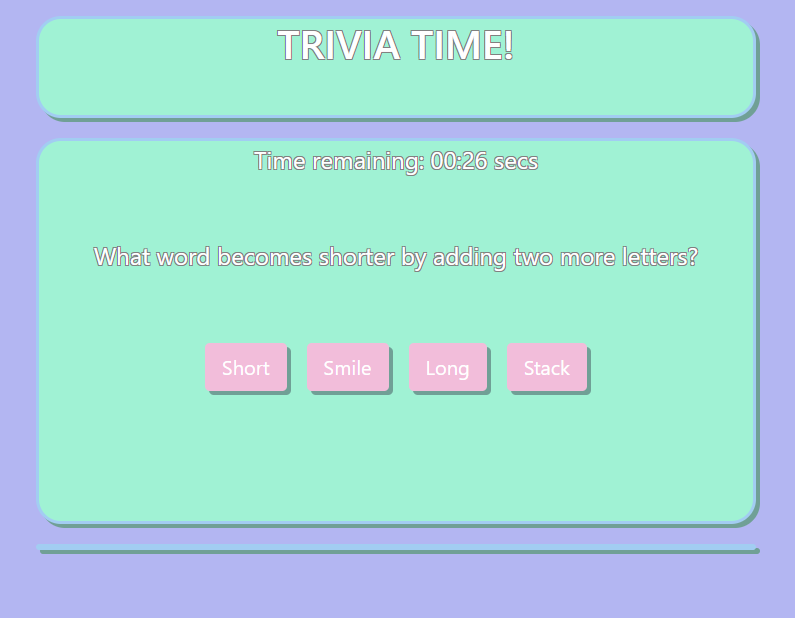 TRIVIA TIME!
Time remaining: 00:26 secs
What word becomes shorter by adding two more letters?
Short Smile Long Stack